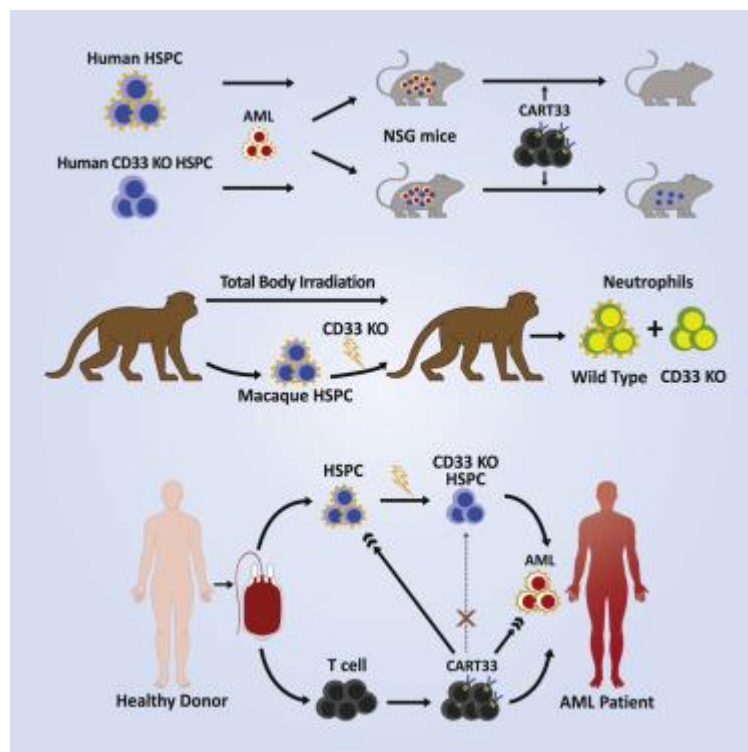 Human HSPC
AML
CART33
NSG mice
Human CD33 KO HSPC
Total Body Irradiation
Neutrophils
CD33 KO
Macaque HSPC
Wild Type
+
CD33 KO
HSPC
CD33 KO
HSPC
AML
T cell
CART33
Healthy Donor
AML Patient